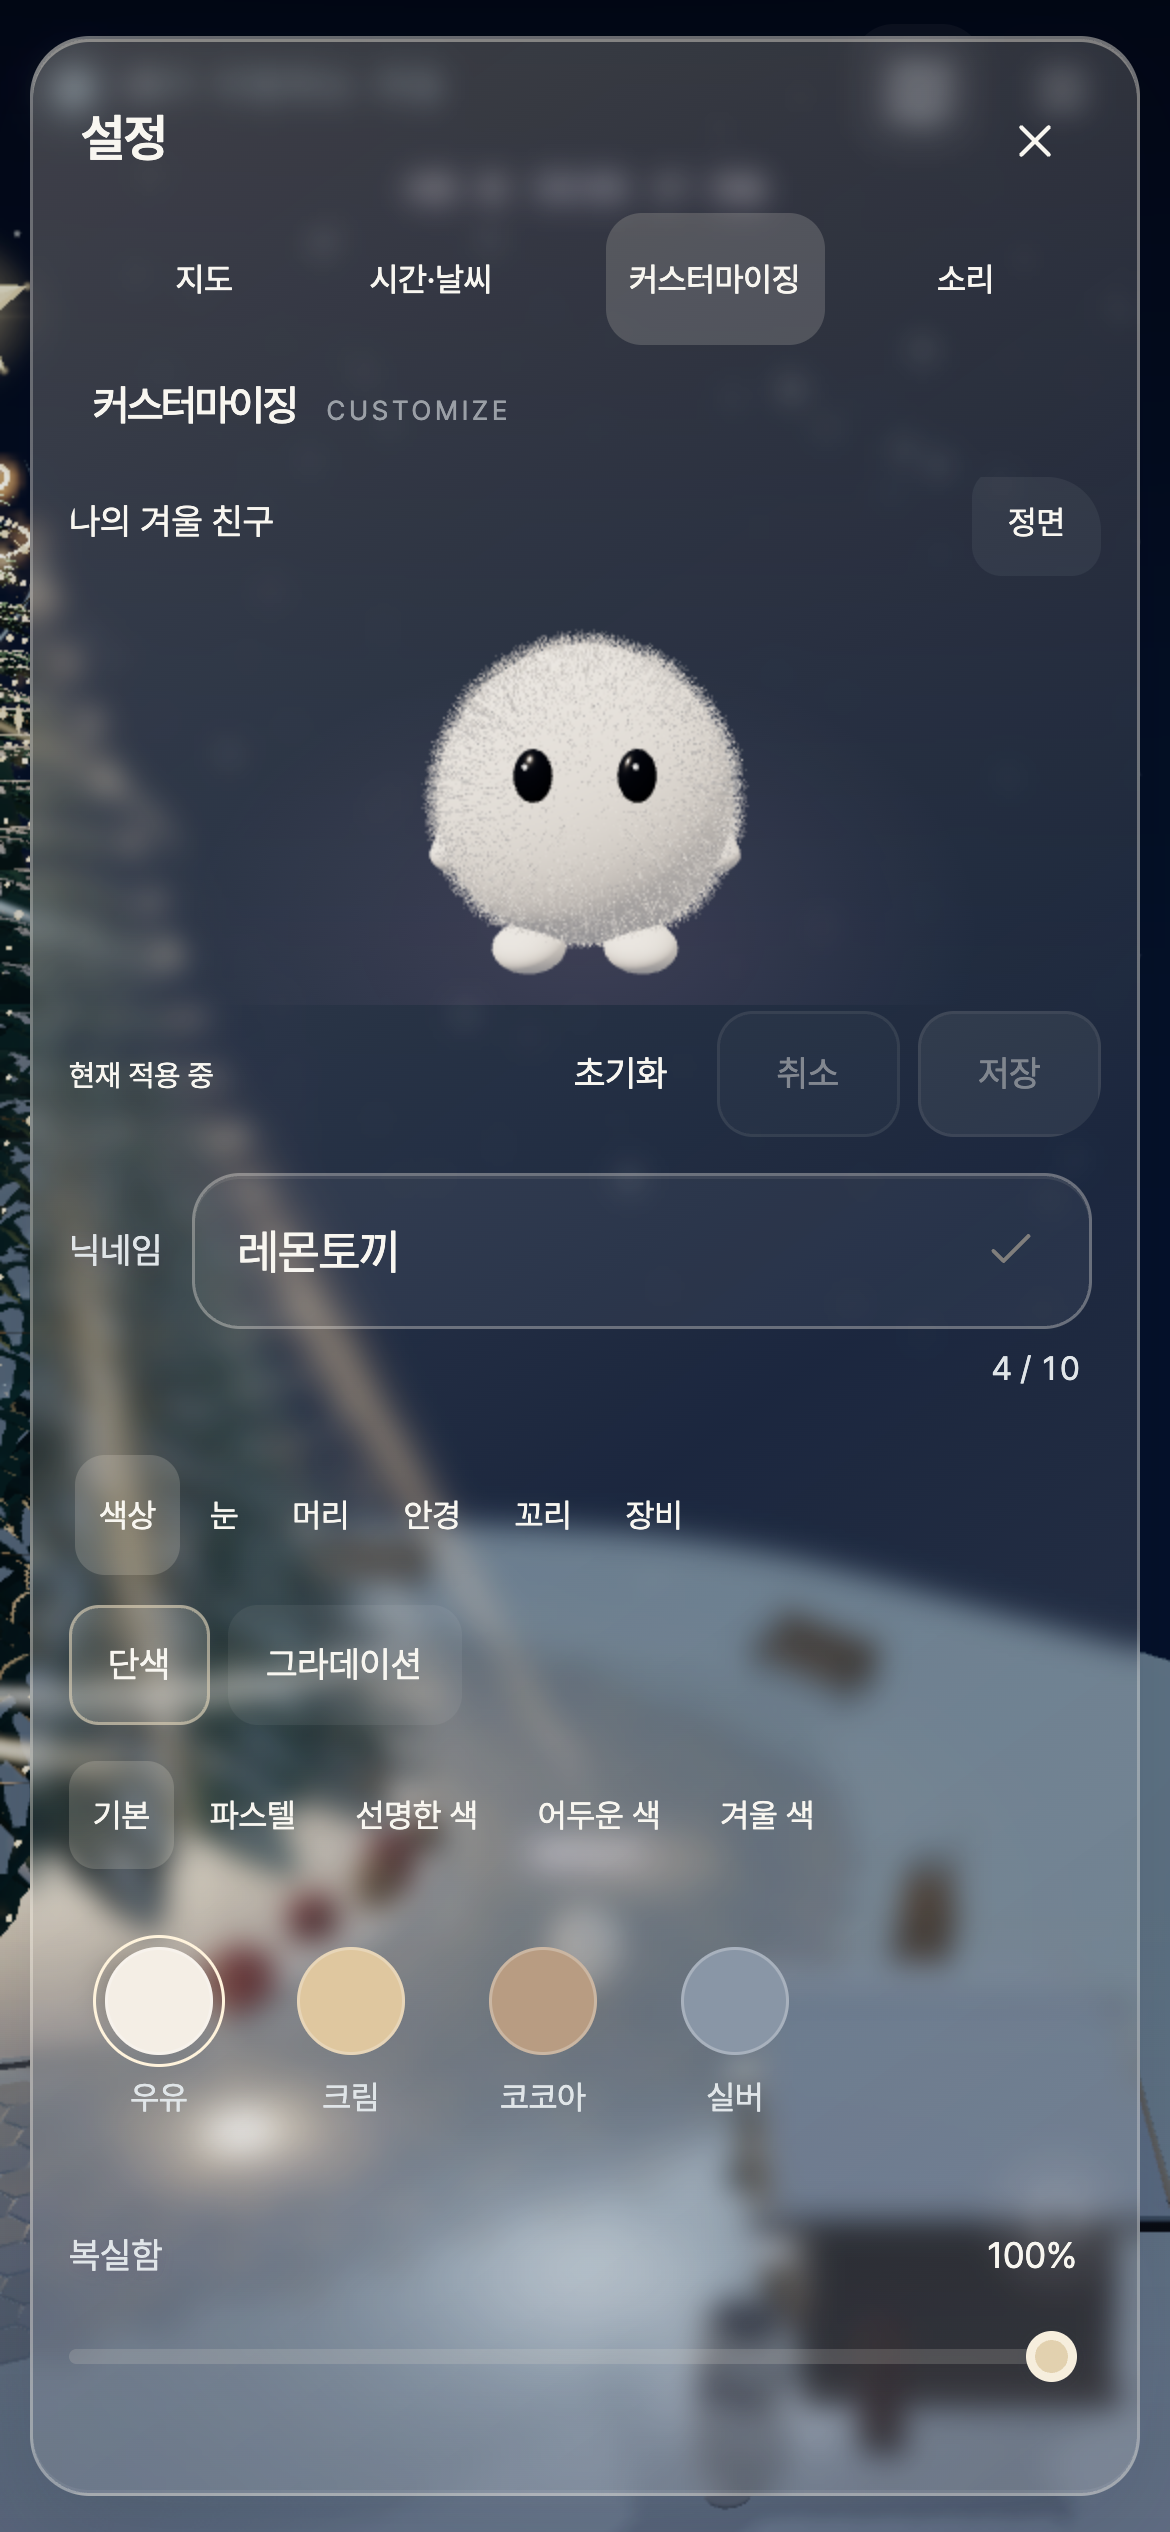 설정
지도 시간·날씨 커스터마이징 소리
커스터마이징 CUSTOMIZE
나의 겨울 친구 정면
현재 적용 중 초기화 취소 저장
닉네임 레몬토끼
4 / 10
색상 눈 머리 안경 꼬리 장비
단색 그라데이션
기본 파스텔 선명한 색 어두운 색 겨울 색
우유 크림 코코아 실버
복실함 100%